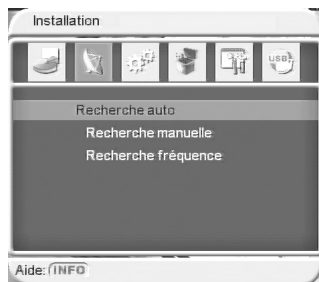 Installation
USB
Recherche auto
Recherche manuelle
Recherche fréquence
Aide: INFO